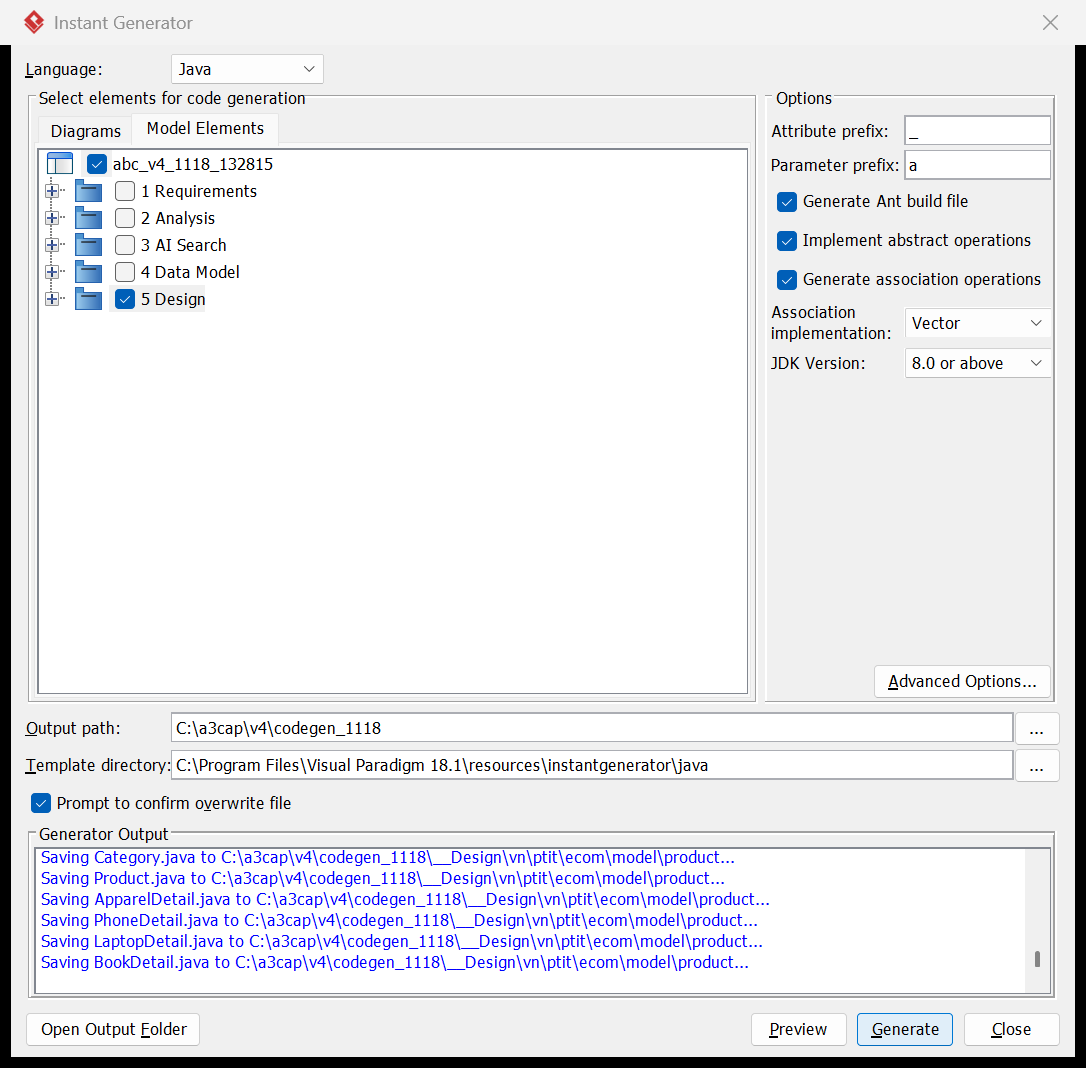 Instant Generator
Language: Java
Select elements for code generation
Diagrams Model Elements
abc_v4_1118_132815
1 Requirements
2 Analysis
3 AI Search
4 Data Model
5 Design
Options
Attribute prefix: _
Parameter prefix: a
Generate Ant build file
Implement abstract operations
Generate association operations
Association
implementation: Vector
JDK Version: 8.0 or above
Advanced Options...
Output path: C:\a3cap\v4\codegen_1118 ...
Template directory: C:\Program Files\Visual Paradigm 18.1\resources\instantgenerator\java ...
Prompt to confirm overwrite file
Generator Output
Saving Category.java to C:\a3cap\v4\codegen_1118\__Design\vn\ptit\ecom\model\product...
Saving Product.java to C:\a3cap\v4\codegen_1118\__Design\vn\ptit\ecom\model\product...
Saving ApparelDetail.java to C:\a3cap\v4\codegen_1118\__Design\vn\ptit\ecom\model\product...
Saving PhoneDetail.java to C:\a3cap\v4\codegen_1118\__Design\vn\ptit\ecom\model\product...
Saving LaptopDetail.java to C:\a3cap\v4\codegen_1118\__Design\vn\ptit\ecom\model\product...
Saving BookDetail.java to C:\a3cap\v4\codegen_1118\__Design\vn\ptit\ecom\model\product...
Open Output Folder Preview Generate Close